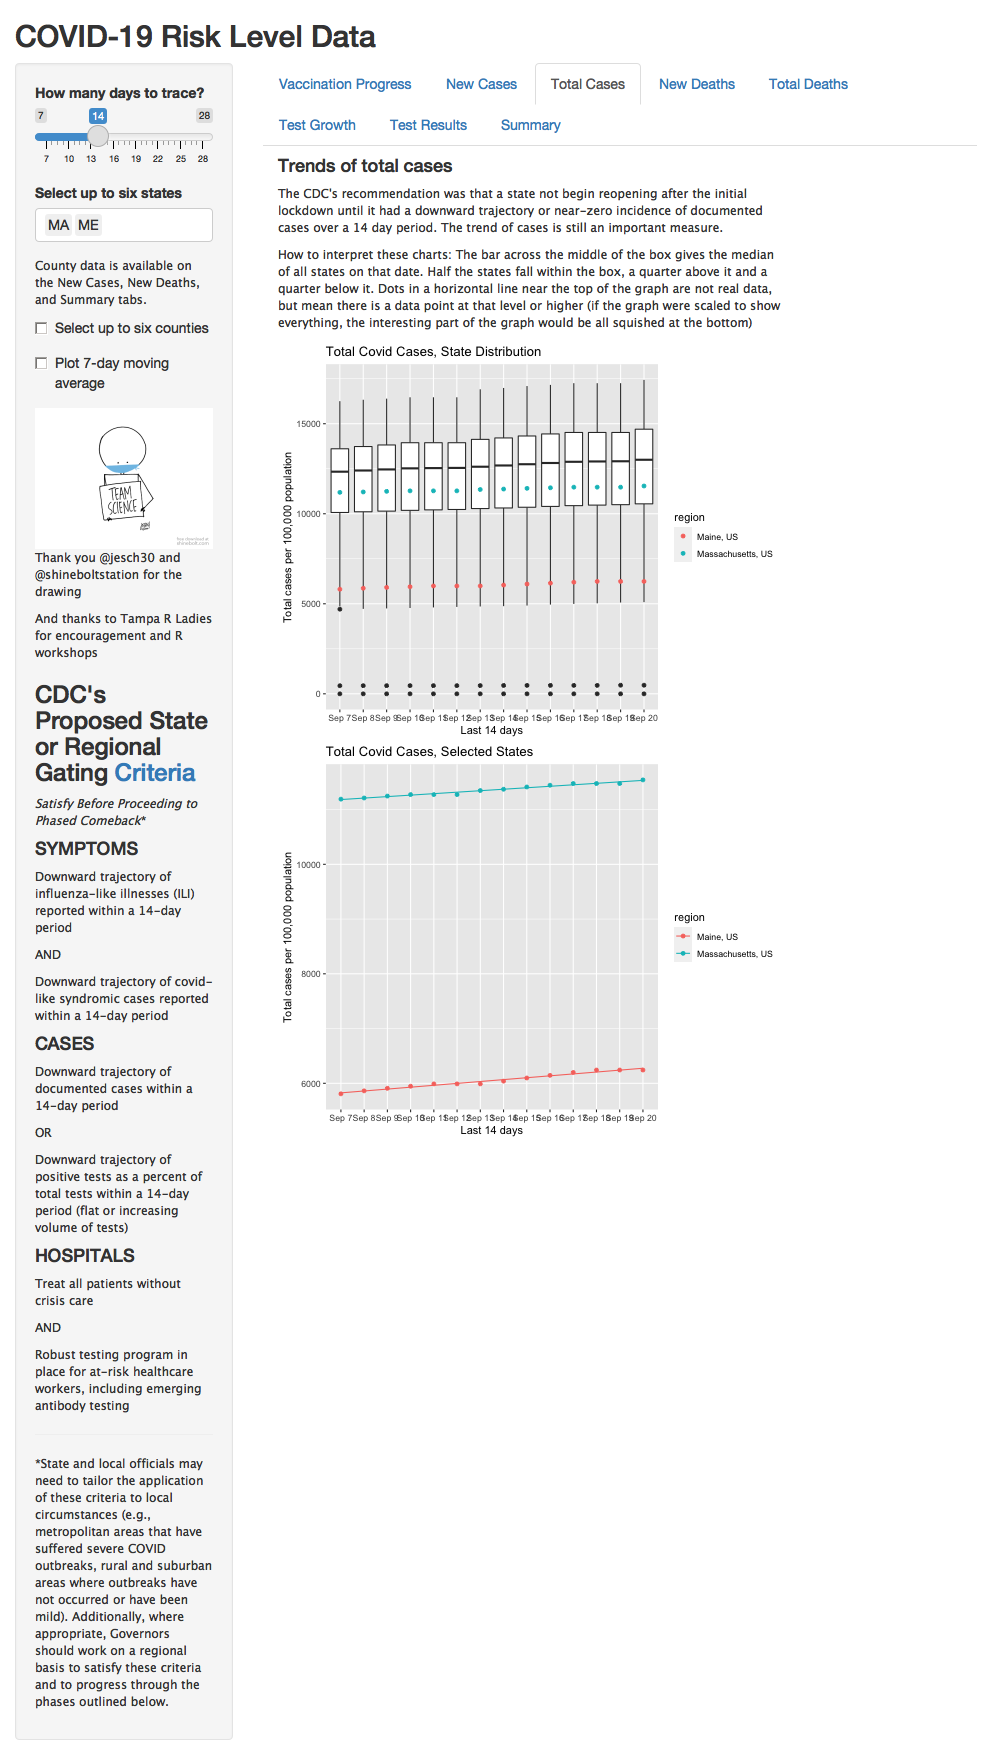 COVID-19 Risk Level Data
How many days to trace?
7
14
28
7 10 13 16 19 22 25 28
Select up to six states
MA ME
County data is available on
the New Cases, New Deaths,
and Summary tabs.
Select up to six counties
Plot 7-day moving
average
TEAM
SCIENCE
Thank you @jesch30 and
@shineboltstation for the
drawing
And thanks to Tampa R Ladies
for encouragement and R
workshops
CDC's
Proposed State
or Regional
Gating Criteria
Satisfy Before Proceeding to
Phased Comeback*
SYMPTOMS
Downward trajectory of
influenza-like illnesses (ILI)
reported within a 14-day
period
AND
Downward trajectory of covid-
like syndromic cases reported
within a 14-day period
CASES
Downward trajectory of
documented cases within a
14-day period
OR
Downward trajectory of
positive tests as a percent of
total tests within a 14-day
period (flat or increasing
volume of tests)
HOSPITALS
Treat all patients without
crisis care
AND
Robust testing program in
place for at-risk healthcare
workers, including emerging
antibody testing
*State and local officials may
need to tailor the application
of these criteria to local
circumstances (e.g.,
metropolitan areas that have
suffered severe COVID
outbreaks, rural and suburban
areas where outbreaks have
not occurred or have been
mild). Additionally, where
appropriate, Governors
should work on a regional
basis to satisfy these criteria
and to progress through the
phases outlined below.
Vaccination Progress New Cases Total Cases New Deaths Total Deaths
Test Growth Test Results Summary
Trends of total cases
The CDC's recommendation was that a state not begin reopening after the initial
lockdown until it had a downward trajectory or near-zero incidence of documented
cases over a 14 day period. The trend of cases is still an important measure.
How to interpret these charts: The bar across the middle of the box gives the median
of all states on that date. Half the states fall within the box, a quarter above it and a
quarter below it. Dots in a horizontal line near the top of the graph are not real data,
but mean there is a data point at that level or higher (if the graph were scaled to show
everything, the interesting part of the graph would be all squished at the bottom)
Total Covid Cases, State Distribution
Total cases per 100,000 population
15000
10000
5000
0
Sep 7 Sep 8 Sep 9 Sep 10 Sep 11 Sep 12 Sep 13 Sep 14 Sep 15 Sep 16 Sep 17 Sep 18 Sep 19 Sep 20
Last 14 days
region
Maine, US
Massachusetts, US
Total Covid Cases, Selected States
Total cases per 100,000 population
10000
8000
6000
Sep 7 Sep 8 Sep 9 Sep 10 Sep 11 Sep 12 Sep 13 Sep 14 Sep 15 Sep 16 Sep 17 Sep 18 Sep 19 Sep 20
Last 14 days
region
Maine, US
Massachusetts, US